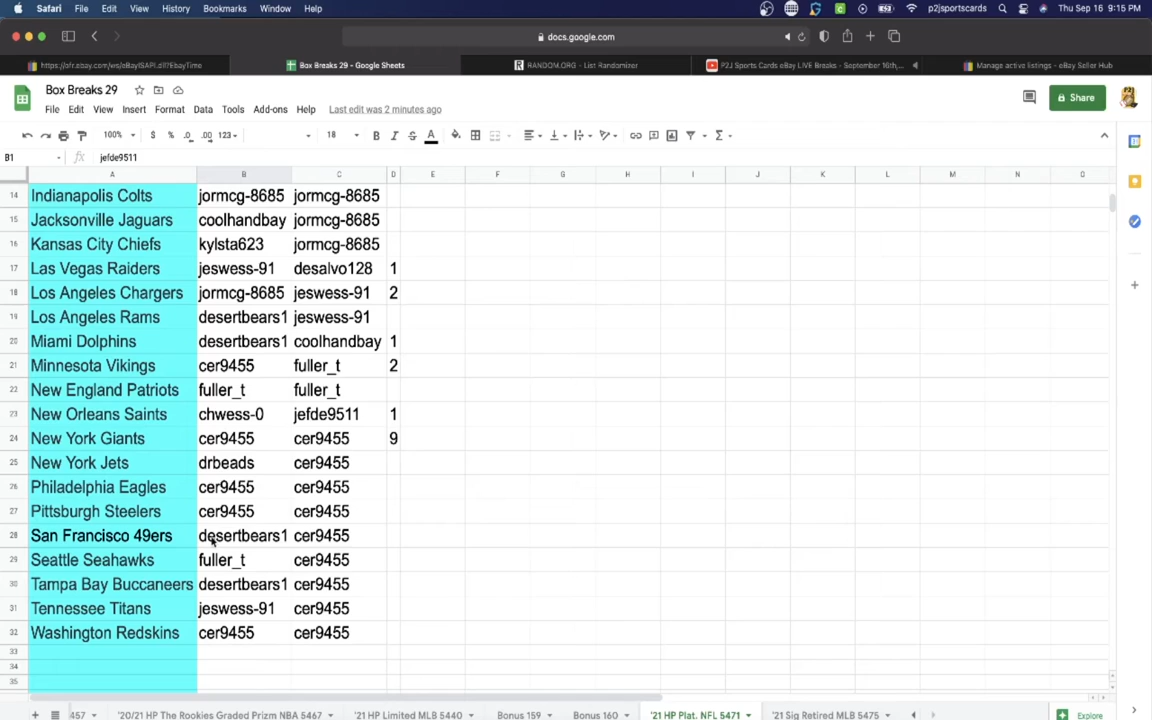 Safari File Edit View History Bookmarks Window Help p2jsportscards Thu Sep 16 9:15 PM
docs.google.com
https://ofr.ebay.com/ws/eBayISAPI.dll?EbayTime Box Breaks 29 - Google Sheets RANDOM.ORG - List Randomizer P2J Sports Cards eBay LIVE Breaks - September 16th,... Manage active listings - eBay Seller Hub
Box Breaks 29
File Edit View Insert Format Data Tools Add-ons Help Last edit was 2 minutes ago
Share
100% $ % .0 .00 123 18 B I S A
B1 fx jefde9511
A B C D E F G H I J K L M N O
14 Indianapolis Colts jormcg-8685 jormcg-8685
15 Jacksonville Jaguars coolhandbay jormcg-8685
16 Kansas City Chiefs kylsta623 jormcg-8685
17 Las Vegas Raiders jeswess-91 desalvo128 1
18 Los Angeles Chargers jormcg-8685 jeswess-91 2
19 Los Angeles Rams desertbears1 jeswess-91
20 Miami Dolphins desertbears1 coolhandbay 1
21 Minnesota Vikings cer9455 fuller_t 2
22 New England Patriots fuller_t fuller_t
23 New Orleans Saints chwess-0 jefde9511 1
24 New York Giants cer9455 cer9455 9
25 New York Jets drbeads cer9455
26 Philadelphia Eagles cer9455 cer9455
27 Pittsburgh Steelers cer9455 cer9455
28 San Francisco 49ers desertbears1 cer9455
29 Seattle Seahawks fuller_t cer9455
30 Tampa Bay Buccaneers desertbears1 cer9455
31 Tennessee Titans jeswess-91 cer9455
32 Washington Redskins cer9455 cer9455
33
34
35
457 '20/21 HP The Rookies Graded Prizm NBA 5467 '21 HP Limited MLB 5440 Bonus 159 Bonus 160 '21 HP Plat. NFL 5471 '21 Sig Retired MLB 5475 Explore